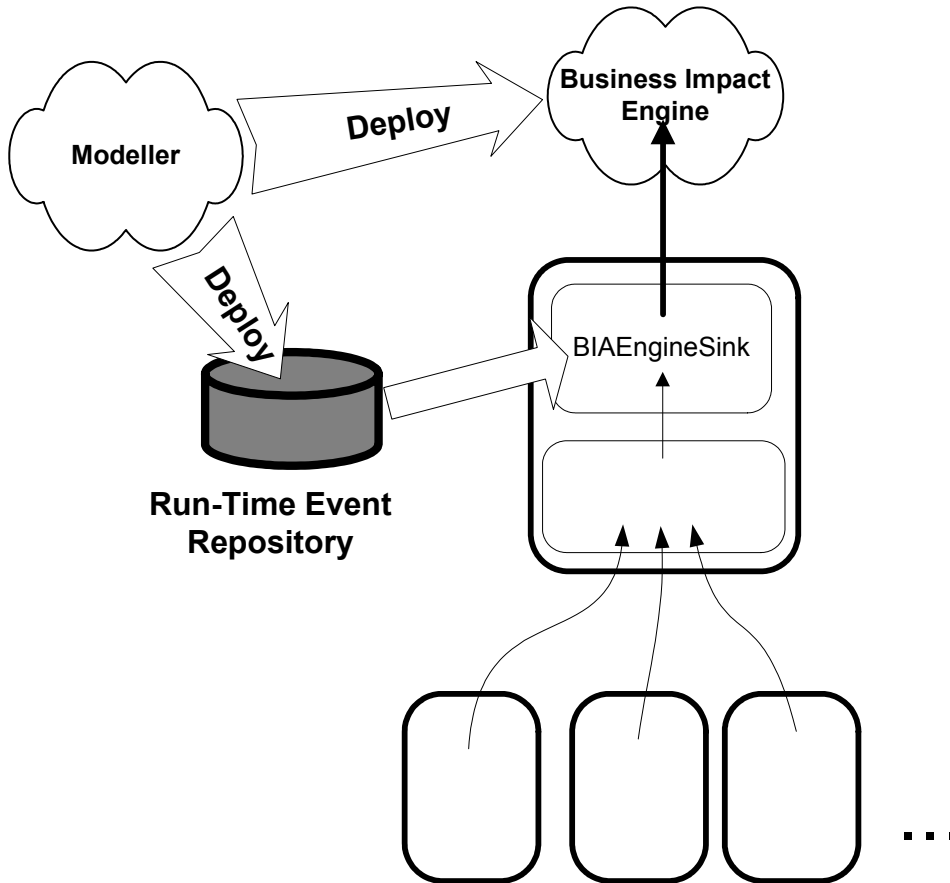 Business Impact
Engine
Deploy
Modeller
Deploy
BIAEngineSink
Run-Time Event
Repository
...